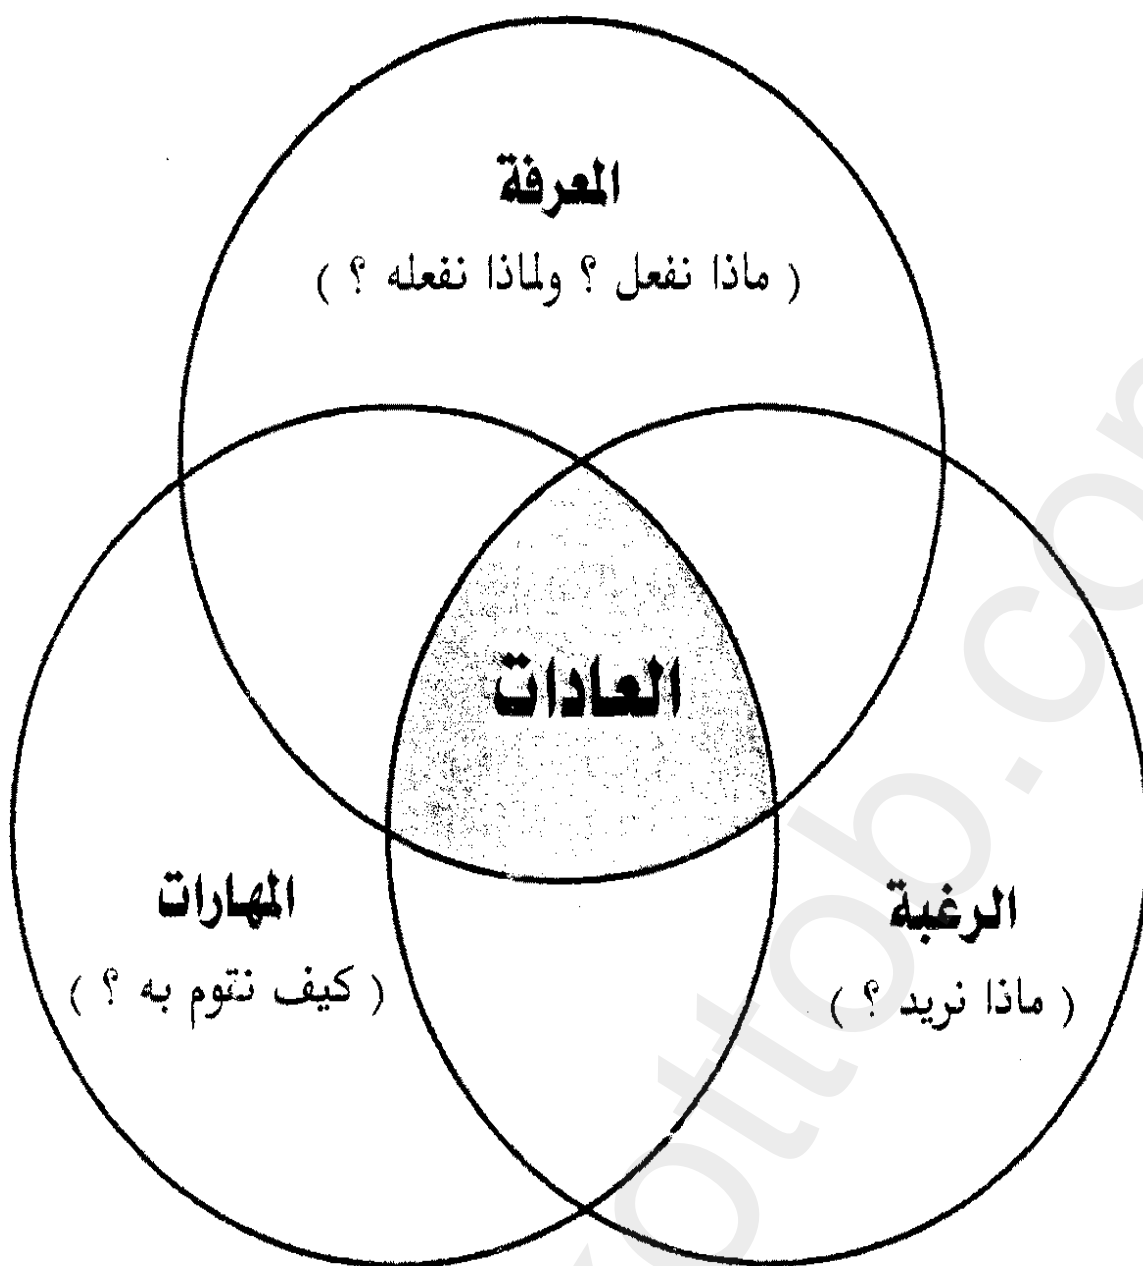 المعرفة
( ماذا نفعل ؟ ولماذا نفعله ؟ )
العادات
الرغبة
( ماذا نريد ؟ )
المهارات
( كيف نقوم به ؟ )